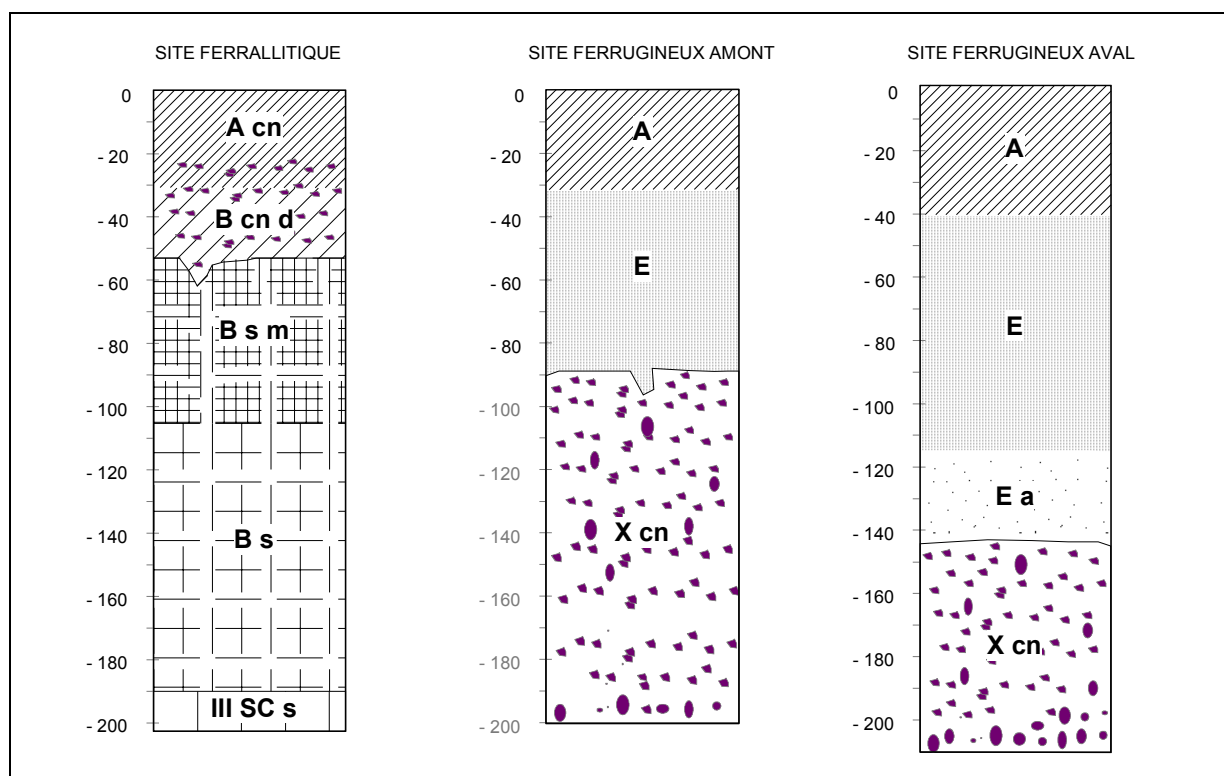 SITE FERRALLITIQUE
0
- 20
- 40
- 60
- 80
- 100
- 120
- 140
- 160
- 180
- 200
A cn
B cn d
B s m
B s
III SC s
SITE FERRUGINEUX AMONT
0
- 20
- 40
- 60
- 80
- 100
- 120
- 140
- 160
- 180
- 200
A
E
X cn
SITE FERRUGINEUX AVAL
0
- 20
- 40
- 60
- 80
- 100
- 120
- 140
- 160
- 180
- 200
A
E
E a
X cn